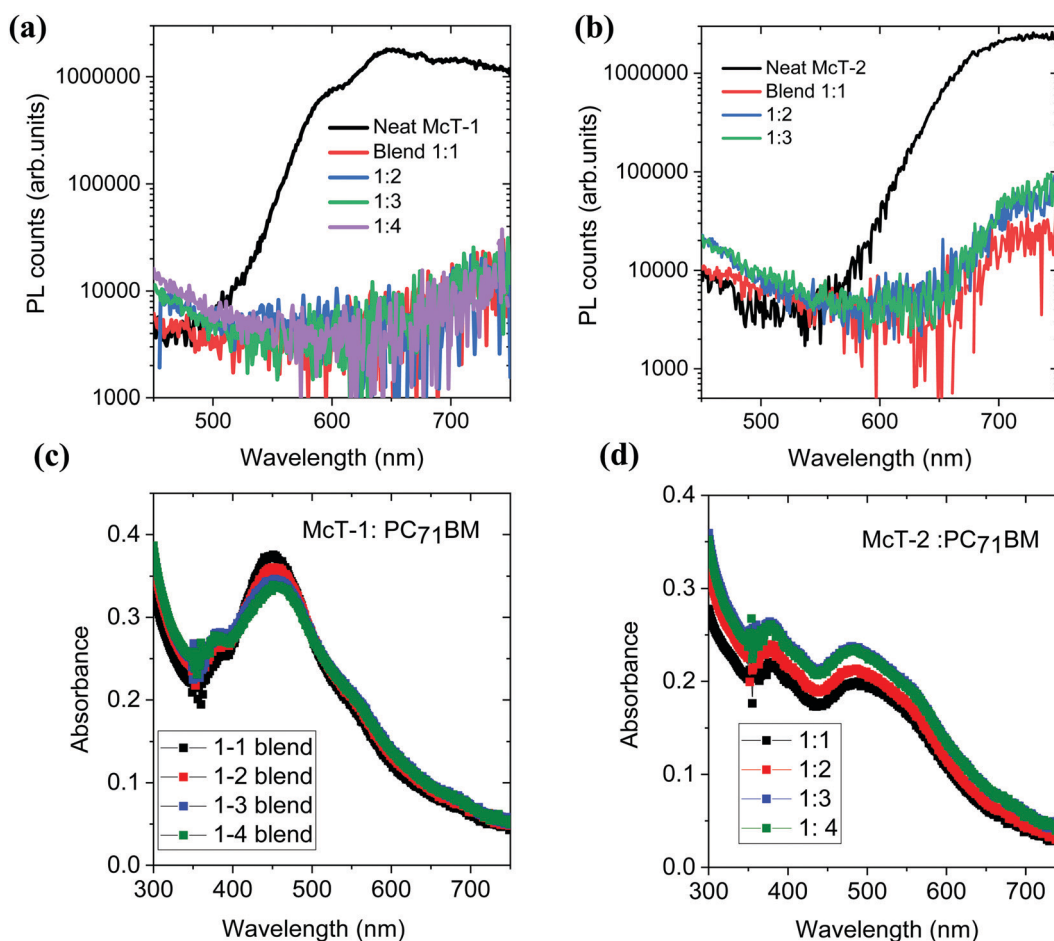 (a)
PL counts (arb.units)
1000000
100000
10000
1000
Neat McT-1
Blend 1:1
1:2
1:3
1:4
500 600 700
Wavelength (nm)
(b)
PL counts (arb.units)
1000000
100000
10000
1000
Neat McT-2
Blend 1:1
1:2
1:3
500 600 700
Wavelength (nm)
(c)
Absorbance
0.4
0.3
0.2
0.1
0.0
McT-1: PC71BM
1-1 blend
1-2 blend
1-3 blend
1-4 blend
300 400 500 600 700
Wavelength (nm)
(d)
Absorbance
0.4
0.3
0.2
0.1
0.0
McT-2 :PC71BM
1:1
1:2
1:3
1: 4
300 400 500 600 700
Wavelength (nm)